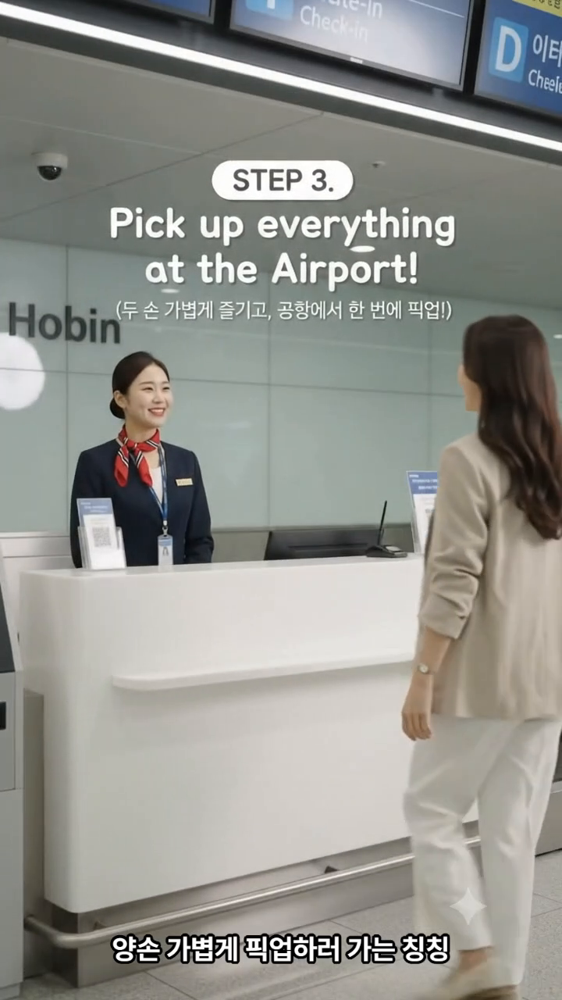 Check-in
D
STEP 3.
Pick up everything
at the Airport!
(두 손 가볍게 즐기고, 공항에서 한 번에 픽업!)
Hobin
양손 가볍게 픽업하러 가는 칭칭